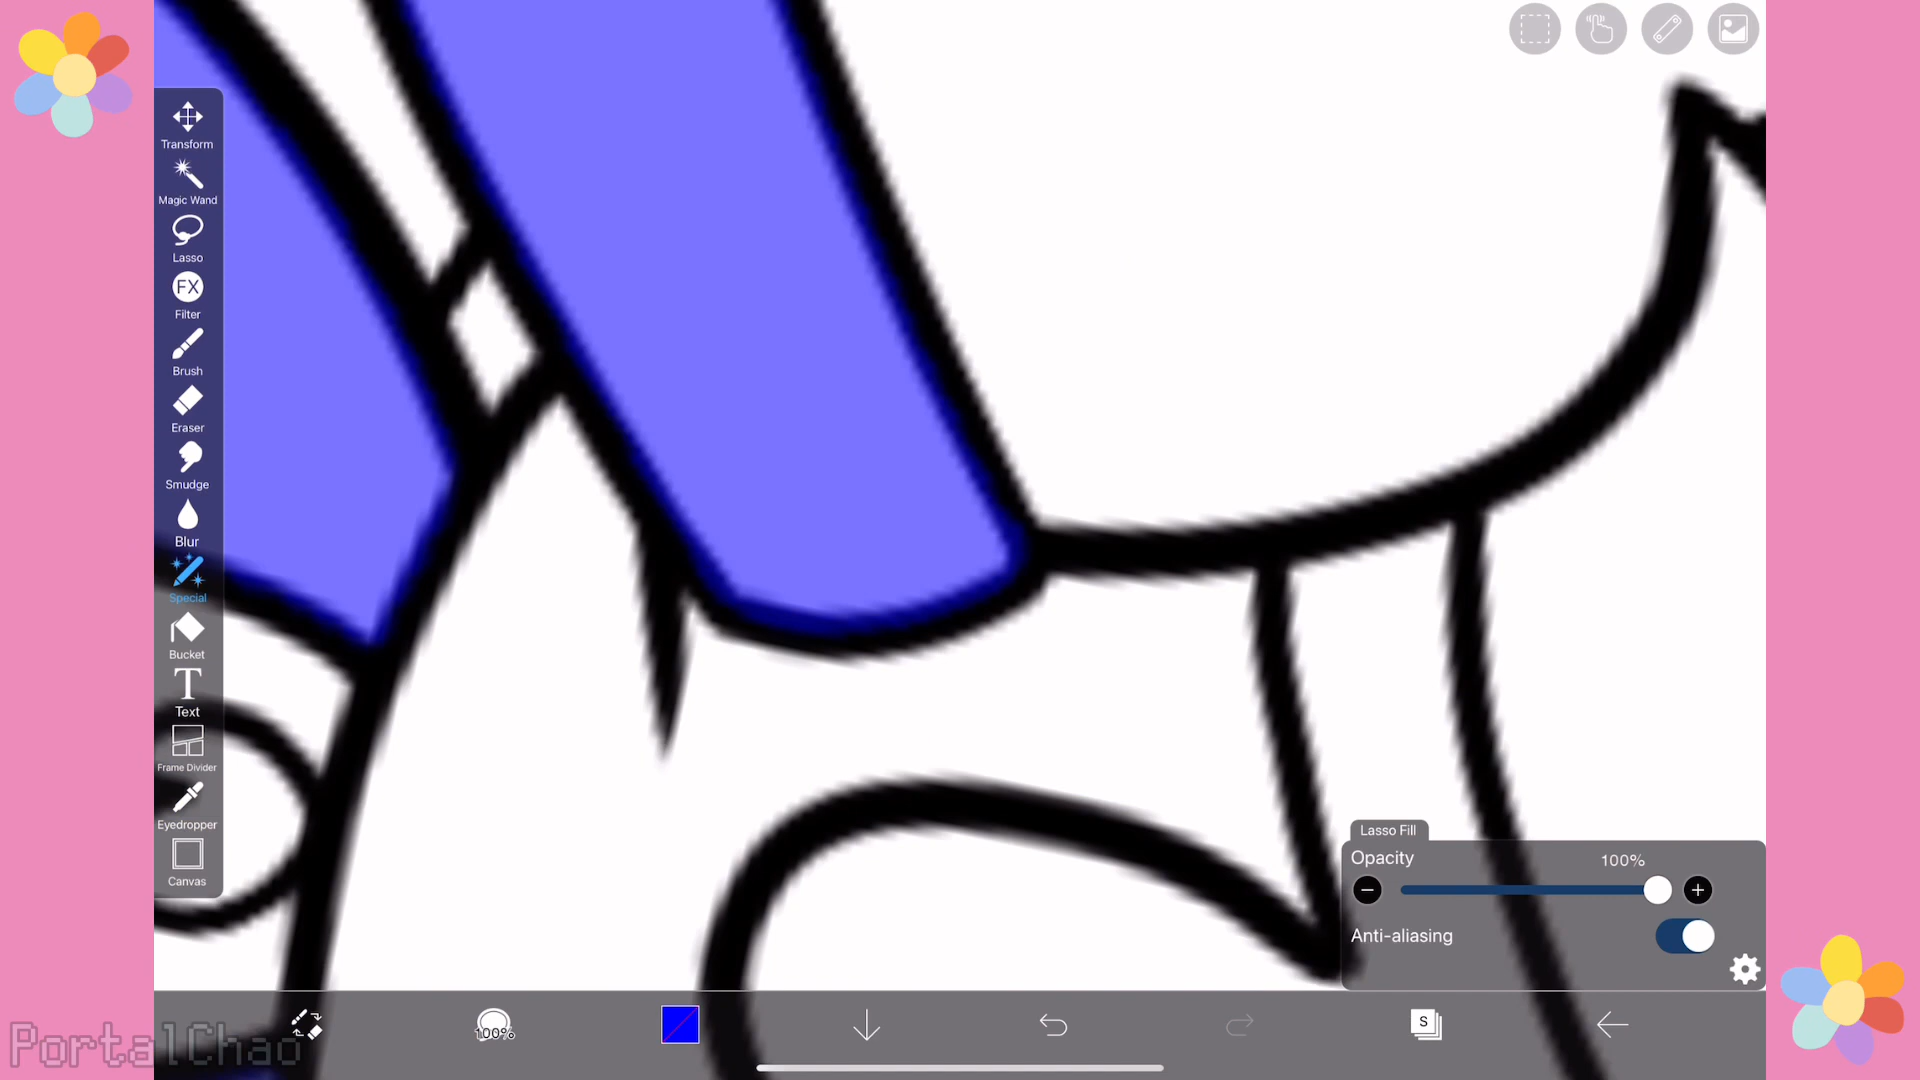 Transform
Magic Wand
Lasso
FX
Filter
Brush
Eraser
Smudge
Blur
Special
Bucket
T
Text
Frame Divider
Eyedropper
Canvas
Lasso Fill
Opacity
100%
Anti-aliasing
100%
S
PortalChao